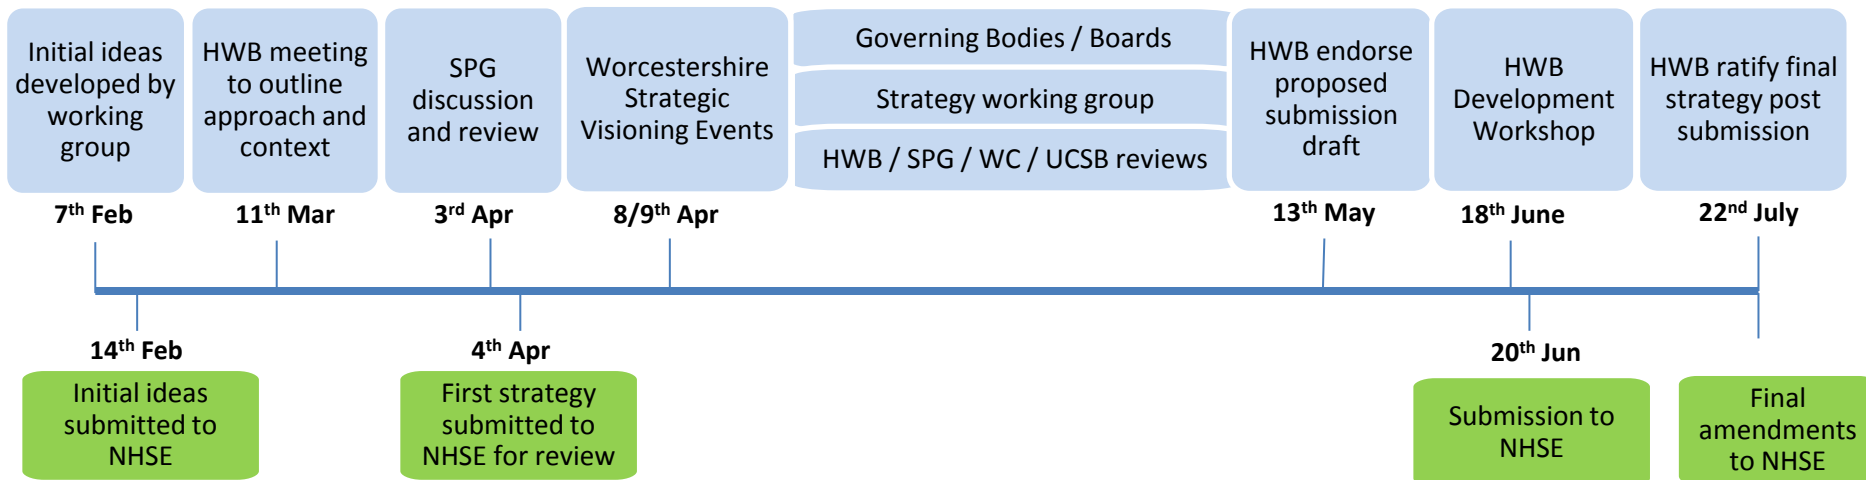 Initial ideas
developed by
working
group
HWB meeting
to outline
approach and
context
SPG
discussion
and review
Worcestershire
Strategic
Visioning Events
Governing Bodies / Boards
Strategy working group
HWB / SPG / WC / UCSB reviews
HWB endorse
proposed
submission
draft
HWB
Development
Workshop
HWB ratify final
strategy post
submission
7th Feb
11th Mar
3rd Apr
8/9th Apr
13th May
18th June
22nd July
14th Feb
4th Apr
20th Jun
Initial ideas
submitted to
NHSE
First strategy
submitted to
NHSE for review
Submission to
NHSE
Final
amendments
to NHSE